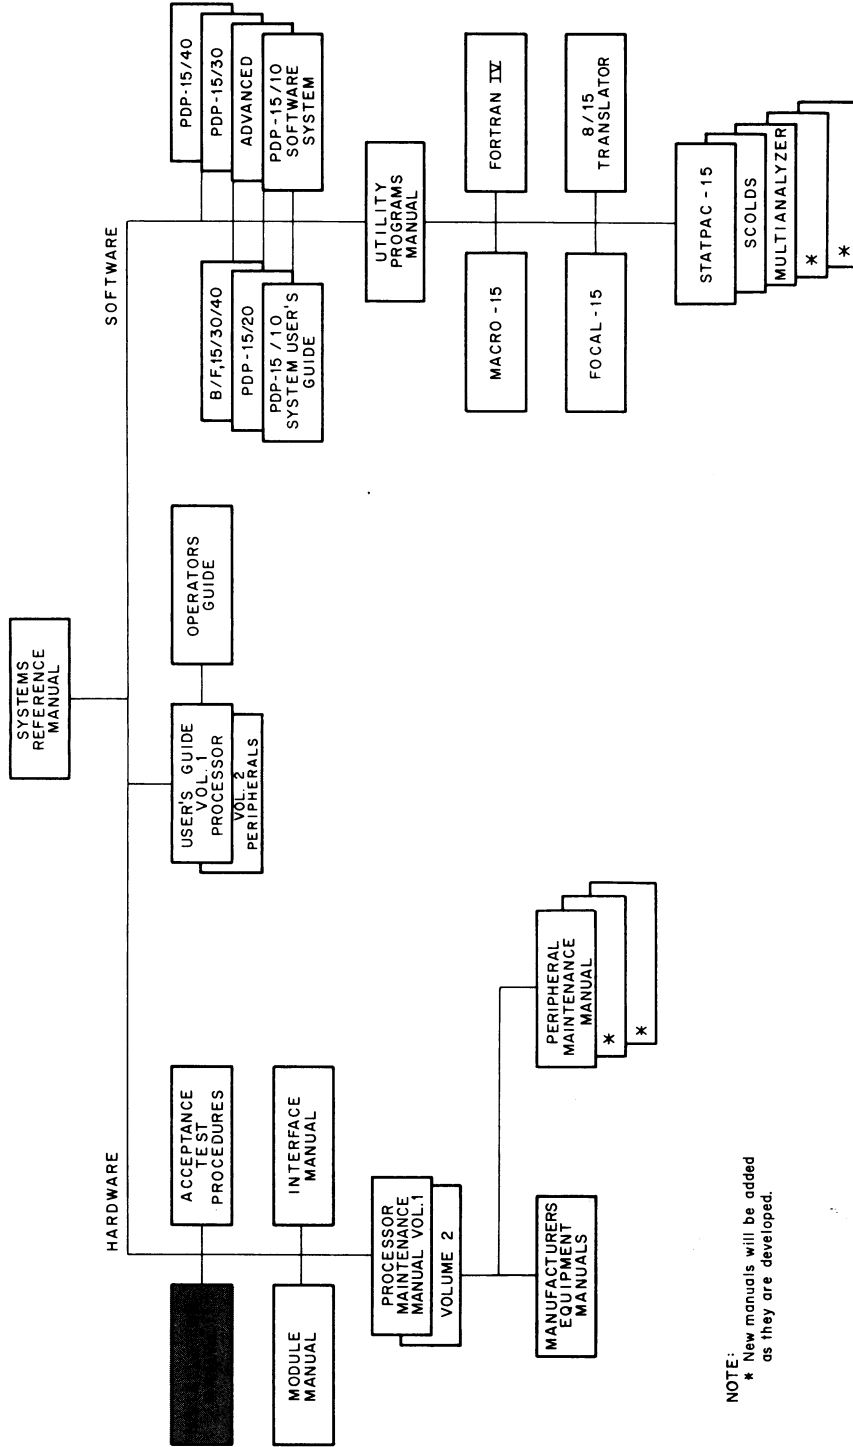 SYSTEMS
REFERENCE
MANUAL
HARDWARE
SOFTWARE
ACCEPTANCE
TEST
PROCEDURES
MODULE
MANUAL
INTERFACE
MANUAL
PROCESSOR
MAINTENANCE
MANUAL VOL.1
VOLUME 2
MANUFACTURERS
EQUIPMENT
MANUALS
PERIPHERAL
MAINTENANCE
MANUAL
*
*
USER'S GUIDE
VOL. 1
PROCESSOR
VOL. 2
PERIPHERALS
OPERATORS
GUIDE
B/F,15/30/40
PDP-15/20
PDP-15/10
SYSTEM USER'S
GUIDE
PDP-15/40
PDP-15/30
ADVANCED
PDP-15/10
SOFTWARE
SYSTEM
UTILITY
PROGRAMS
MANUAL
MACRO-15
FORTRAN IV
FOCAL-15
8/15
TRANSLATOR
STATPAC-15
SCOLDS
MULTIANALYZER
*
*
NOTE:
* New manuals will be added
as they are developed.